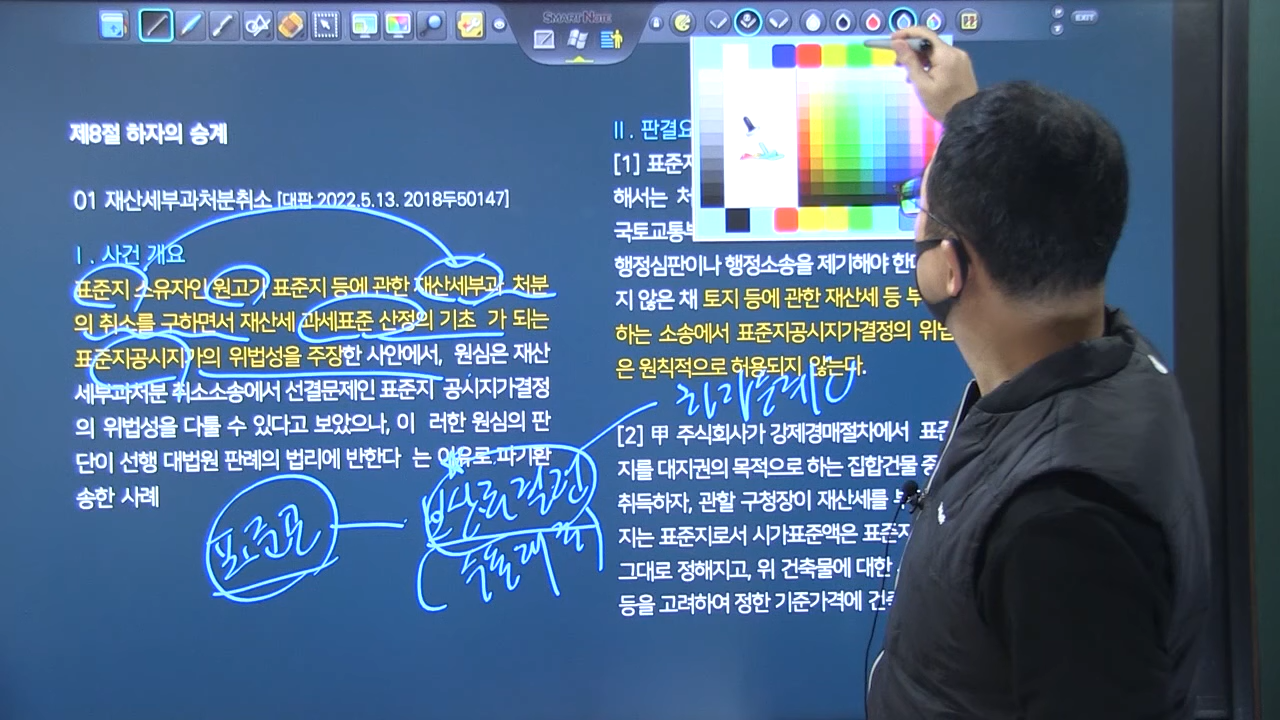 SMARTNOTE
EXIT
제8절 하자의 승계
01 재산세부과처분취소 [대판 2022.5.13. 2018두50147]
Ⅰ. 사건 개요
표준지 소유자인 원고가 표준지 등에 관한 재산세부과 처분
의 취소를 구하면서 재산세 과세표준 산정의 기초 가 되는
표준지공시지가의 위법성을 주장한 사안에서, 원심은 재산
세부과처분 취소소송에서 선결문제인 표준지 공시지가결정
의 위법성을 다툴 수 있다고 보았으나, 이 러한 원심의 판
단이 선행 대법원 판례의 법리에 반한다 는 이유로 파기환
송한 사례
표준공
보상금
Ⅱ. 판결요
[1] 표준지
해서는 처
국토교통부
행정심판이나 행정소송을 제기해야 한다
지 않은 채 토지 등에 관한 재산세 등 부
하는 소송에서 표준지공시지가결정의 위법
은 원칙적으로 허용되지 않는다.
[2] 甲 주식회사가 강제경매절차에서 표준
지를 대지권의 목적으로 하는 집합건물 중
취득하자, 관할 구청장이 재산세를 부
지는 표준지로서 시가표준액은 표준지
그대로 정해지고, 위 건축물에 대한
등을 고려하여 정한 기준가격에 건축